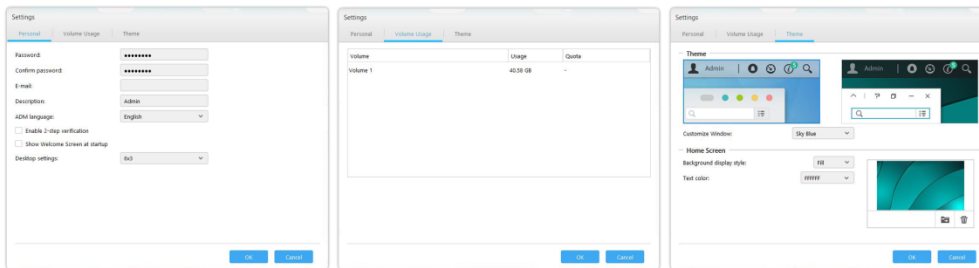 Settings
Personal Volume Usage Theme
Password: ••••••••
Confirm password: ••••••••
E-mail:
Description: Admin
ADM language: English
Enable 2-step verification
Show Welcome Screen at startup
Desktop settings: 6x3
OK Cancel
Settings
Personal Volume Usage Theme
Volume Usage Quota
Volume 1 40.58 GB -
OK Cancel
Settings
Personal Volume Usage Theme
Theme
Admin
Admin
Customize Window: Sky Blue
Home Screen
Background display style: Fill
Text color: FFFFFF
OK Cancel